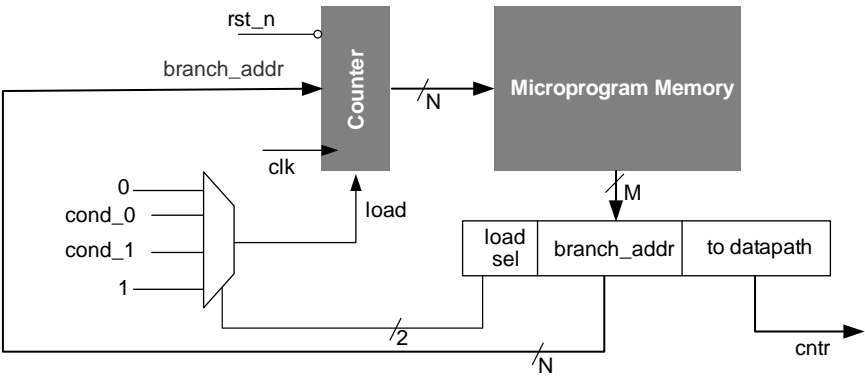 rst_n
branch_addr
Counter
N
Microprogram Memory
clk
M
0
cond_0
cond_1
1
load
load
sel
branch_addr
to datapath
2
N
cntr